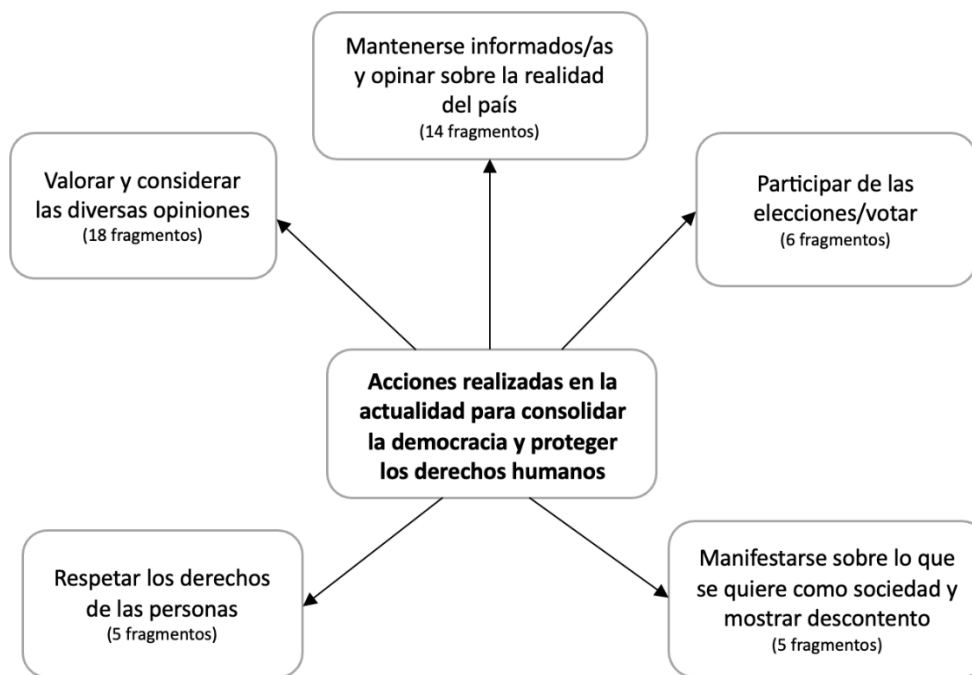 Mantenerse informados/as
y opinar sobre la realidad
del país
(14 fragmentos)
Valorar y considerar
las diversas opiniones
(18 fragmentos)
Participar de las
elecciones/votar
(6 fragmentos)
Acciones realizadas en la
actualidad para consolidar
la democracia y proteger
los derechos humanos
Respetar los derechos
de las personas
(5 fragmentos)
Manifestarse sobre lo que
se quiere como sociedad y
mostrar descontento
(5 fragmentos)